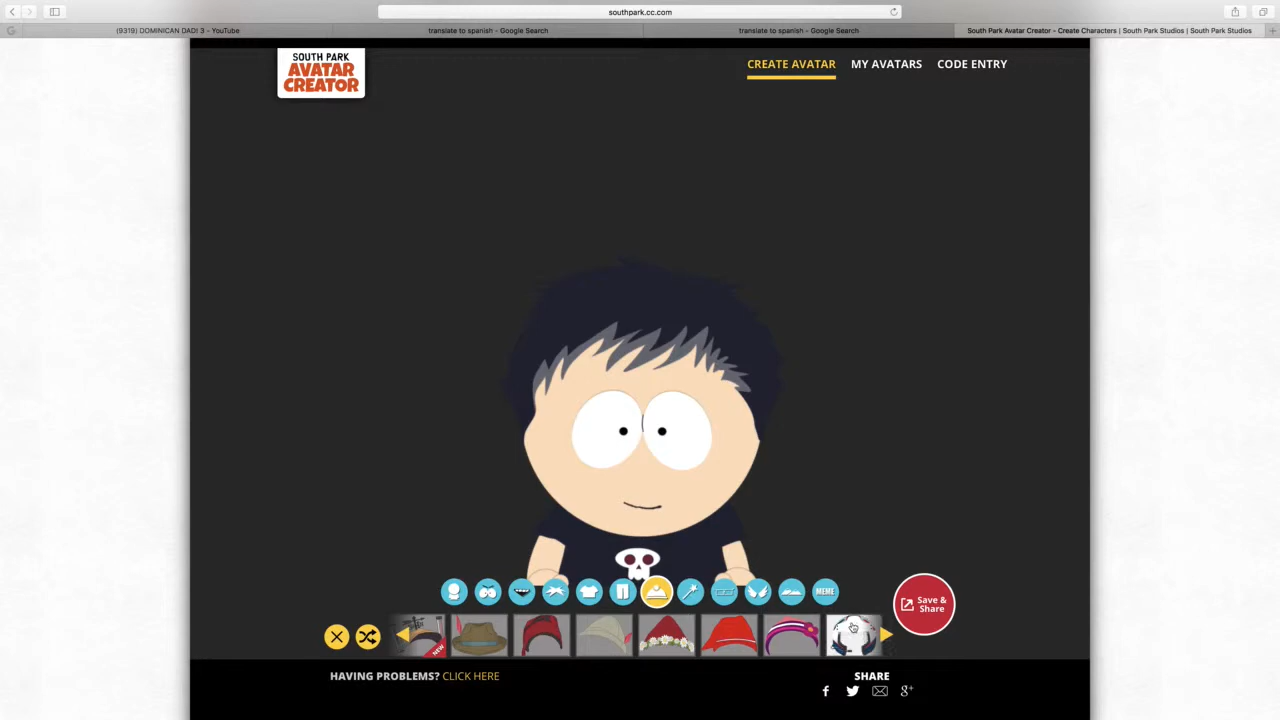 southpark.cc.com
(9319) DOMINICAN DAD! 3 - YouTube
translate to spanish - Google Search
translate to spanish - Google Search
South Park Avatar Creator - Create Characters | South Park Studios | South Park Studios
SOUTH PARK
AVATAR
CREATOR
CREATE AVATAR
MY AVATARS
CODE ENTRY
MEME
Save &
Share
NEW
HAVING PROBLEMS? CLICK HERE
SHARE